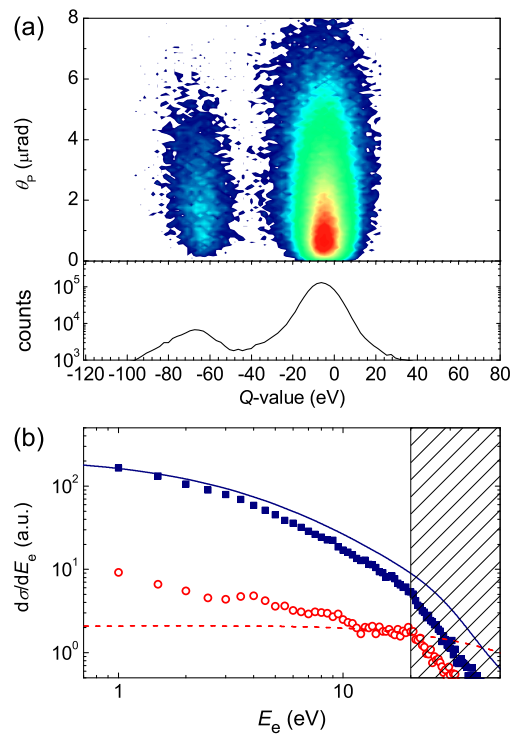 (a)
8
6
4
2
0
θP (μrad)
10^5
10^4
10^3
counts
-120 -100 -80 -60 -40 -20 0 20 40 60 80
Q-value (eV)
(b)
10^2
10^1
10^0
dσ/dEe (a.u.)
1 10
Ee (eV)